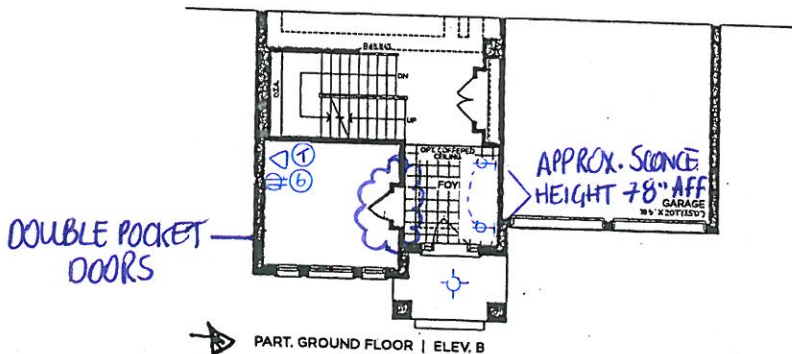 DN
UP
OPT. COFFERED
CEILING
FOY
T
6
APPROX. SCONCE
HEIGHT 78" AFF
GARAGE
DOUBLE POCKET
DOORS
PART. GROUND FLOOR | ELEV. B